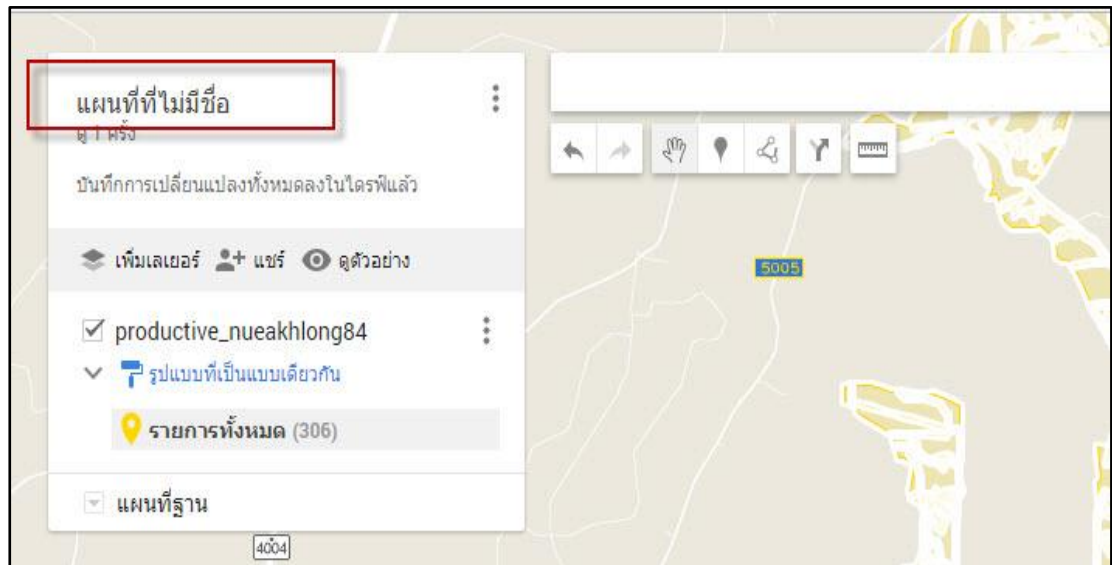 แผนที่ที่ไม่มีชื่อ
ดู 1 ครั้ง
บันทึกการเปลี่ยนแปลงทั้งหมดลงในไดรฟ์แล้ว
เพิ่มเลเยอร์ แชร์ ดูตัวอย่าง
productive_nueakhlong84
รูปแบบที่เป็นแบบเดียวกัน
รายการทั้งหมด (306)
แผนที่ฐาน
4004
5005